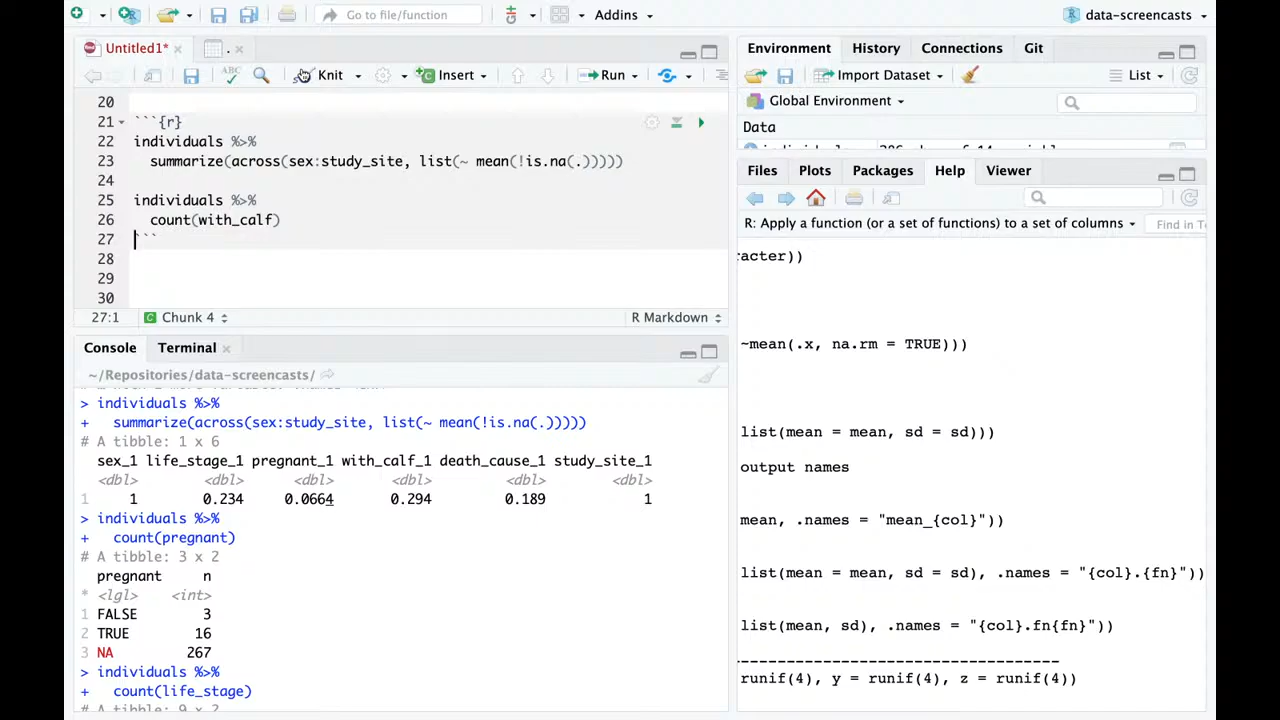 Go to file/function
Addins
data-screencasts
Untitled1*
.
Knit
Insert
Run
20
21 ```{r}
22 individuals %>%
23 summarize(across(sex:study_site, list(~ mean(!is.na(.)))))
24
25 individuals %>%
26 count(with_calf)
27 ```
28
29
30
27:1 Chunk 4 R Markdown
Console Terminal
~/Repositories/data-screencasts/
> individuals %>%
+ summarize(across(sex:study_site, list(~ mean(!is.na(.)))))
# A tibble: 1 x 6
sex_1 life_stage_1 pregnant_1 with_calf_1 death_cause_1 study_site_1
<dbl> <dbl> <dbl> <dbl> <dbl> <dbl>
1 1 0.234 0.0664 0.294 0.189 1
> individuals %>%
+ count(pregnant)
# A tibble: 3 x 2
pregnant n
* <lgl> <int>
1 FALSE 3
2 TRUE 16
3 NA 267
> individuals %>%
+ count(life_stage)
# A tibble: 9 x 2
Environment History Connections Git
Import Dataset List
Global Environment
Data
Files Plots Packages Help Viewer
R: Apply a function (or a set of functions) to a set of columns Find in T
racter))
~mean(.x, na.rm = TRUE)))
list(mean = mean, sd = sd)))
output names
mean, .names = "mean_{col}"))
list(mean = mean, sd = sd), .names = "{col}.{fn}"))
list(mean, sd), .names = "{col}.fn{fn}"))
------------------------------------
runif(4), y = runif(4), z = runif(4))